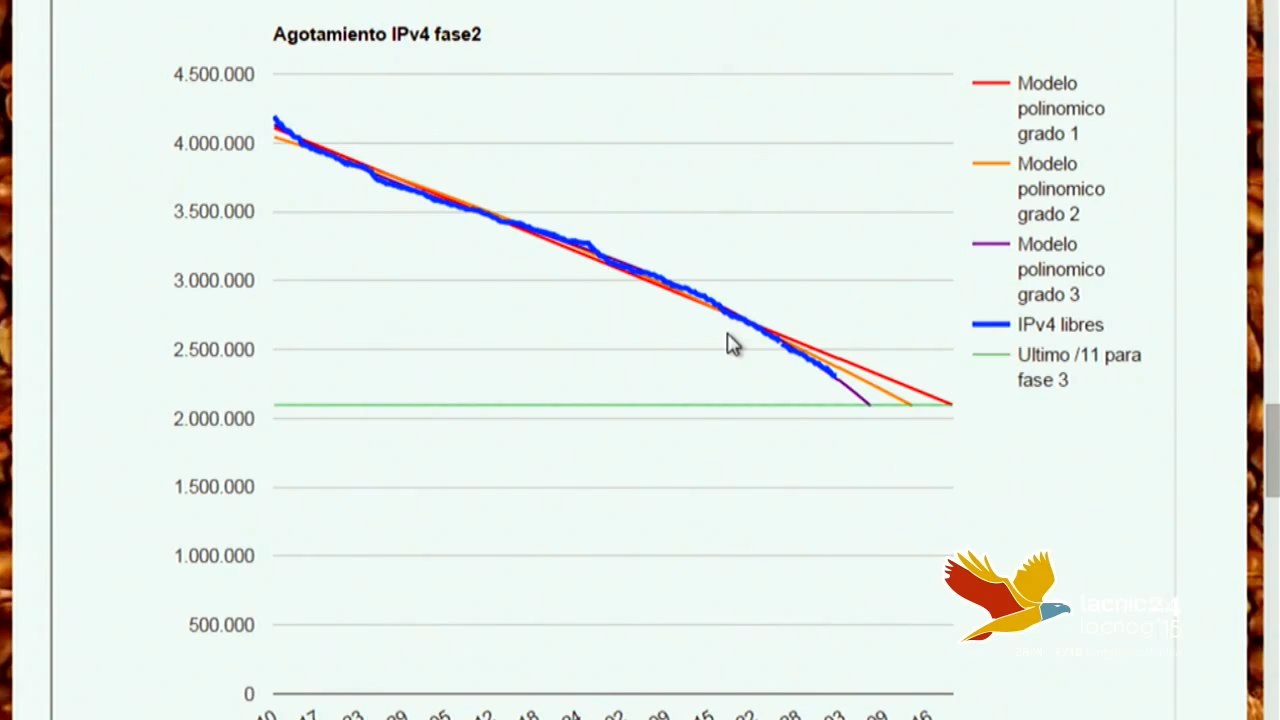 Agotamiento IPv4 fase2
4.500.000
4.000.000
3.500.000
3.000.000
2.500.000
2.000.000
1.500.000
1.000.000
500.000
0
Modelo
polinomico
grado 1
Modelo
polinomico
grado 2
Modelo
polinomico
grado 3
IPv4 libres
Ultimo /11 para
fase 3
lacnic24
lacnog'15